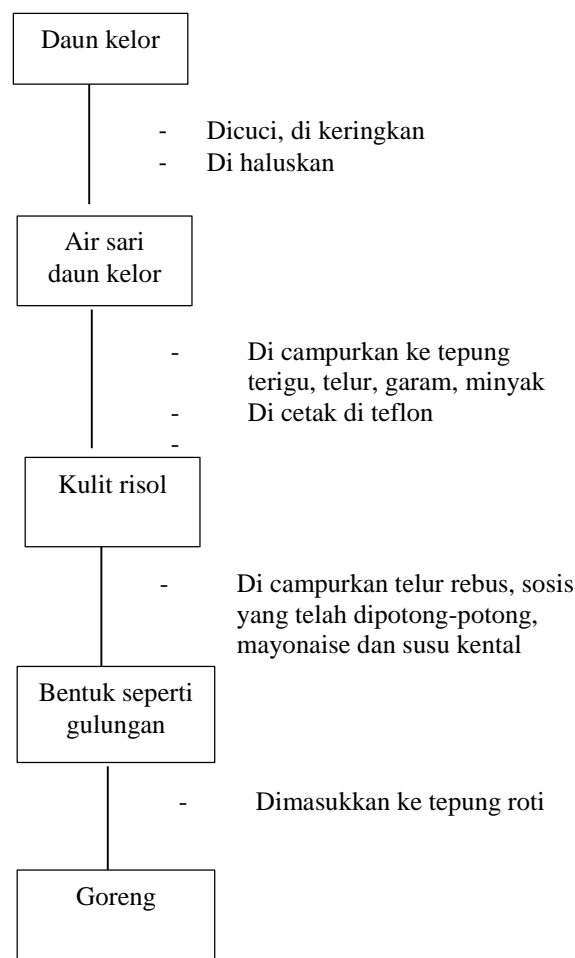 Daun kelor
- Dicuci, di keringkan
- Di haluskan
Air sari
daun kelor
- Di campurkan ke tepung
terigu, telur, garam, minyak
- Di cetak di teflon
-
Kulit risol
- Di campurkan telur rebus, sosis
yang telah dipotong-potong,
mayonaise dan susu kental
Bentuk seperti
gulungan
- Dimasukkan ke tepung roti
Goreng